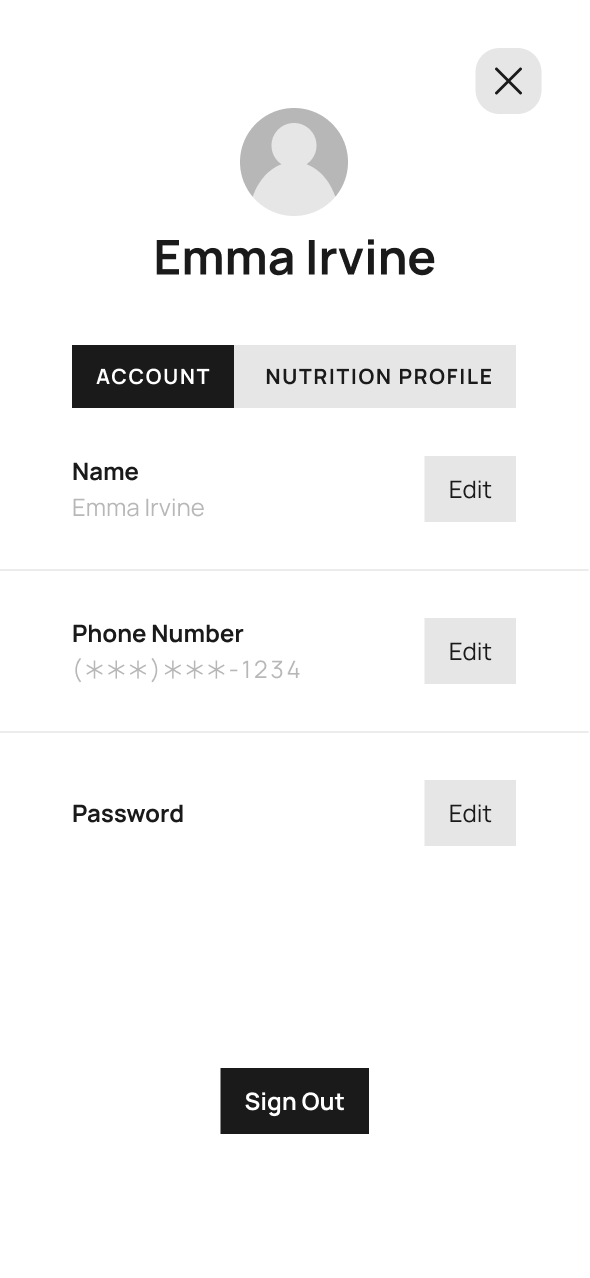 Emma Irvine
ACCOUNT NUTRITION PROFILE
Name
Emma Irvine
Edit
Phone Number
(***)***-1234
Edit
Password
Edit
Sign Out